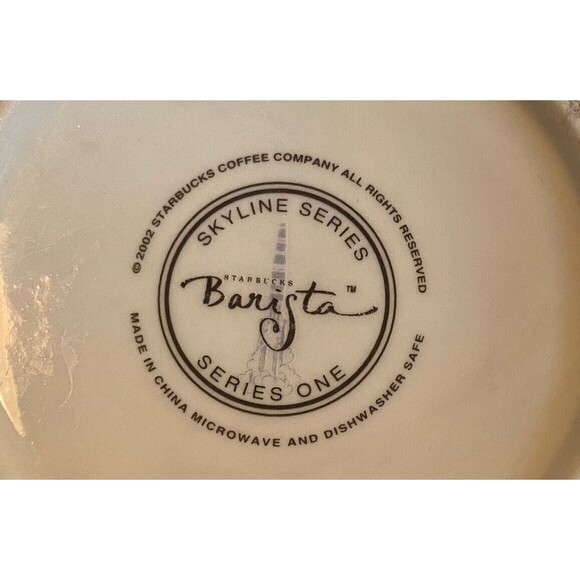 © 2002 STARBUCKS COFFEE COMPANY ALL RIGHTS RESERVED
SKYLINE SERIES
STARBUCKS
Barista™
SERIES ONE
MADE IN CHINA MICROWAVE AND DISHWASHER SAFE